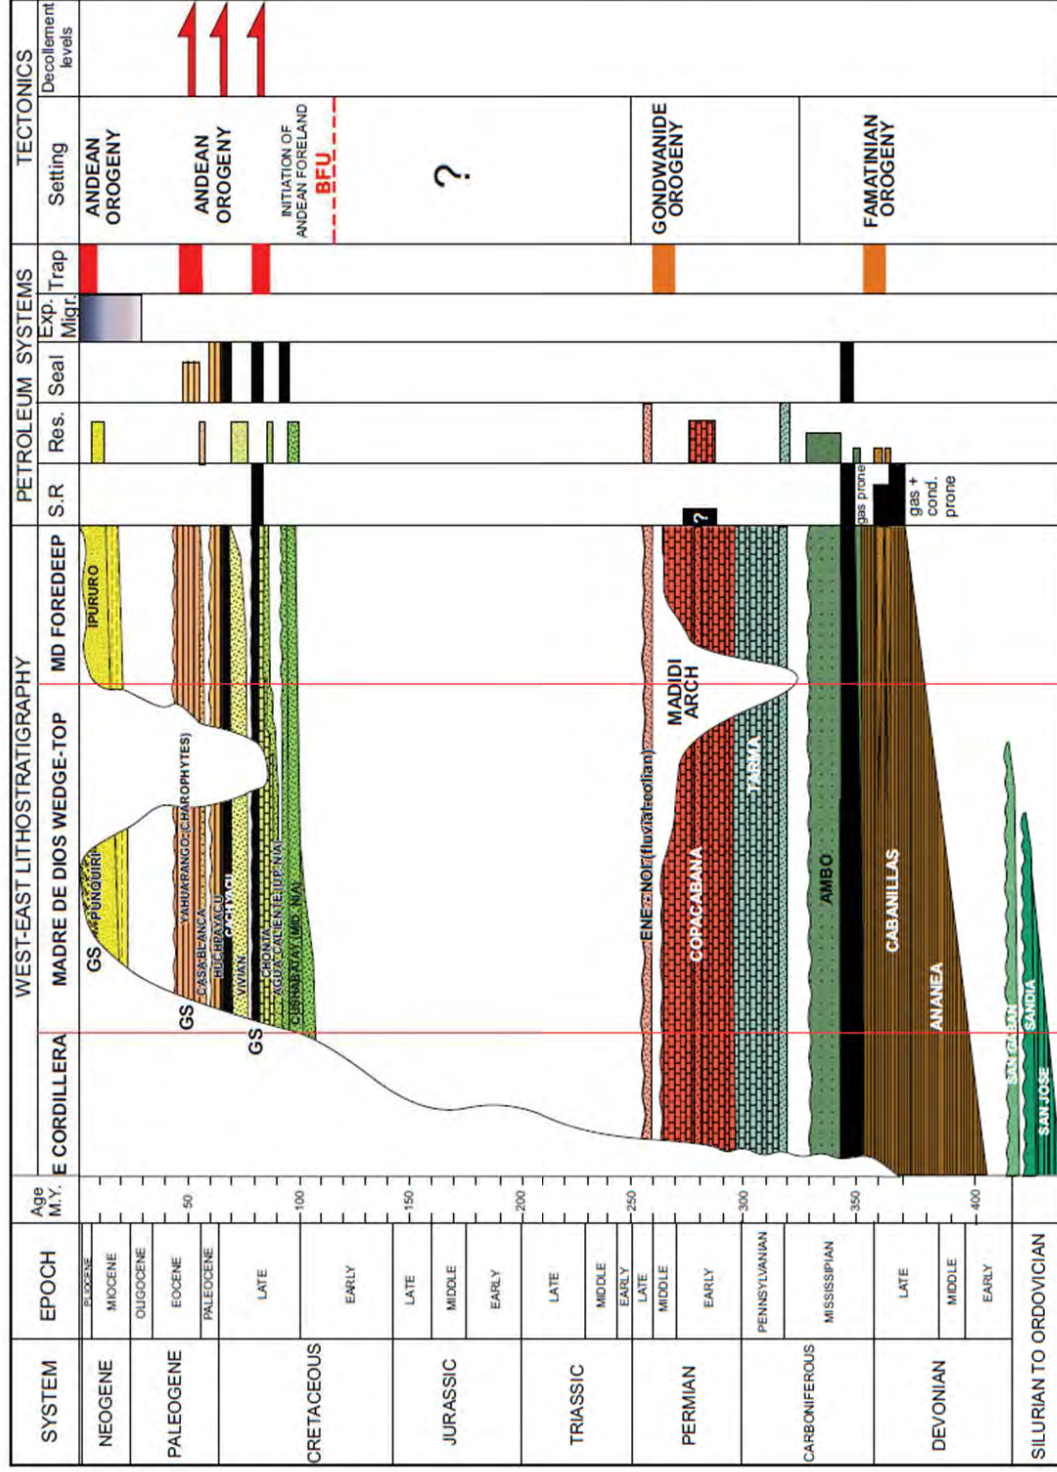 SYSTEM
EPOCH
Age
M.Y.
WEST-EAST LITHOSTRATIGRAPHY
E CORDILLERA
MADRE DE DIOS WEDGE-TOP
MD FOREDEEP
PETROLEUM SYSTEMS
S.R
Res.
Seal
Exp.
Migr.
Trap
TECTONICS
Setting
Decollement
levels
NEOGENE
PALEOGENE
CRETACEOUS
JURASSIC
TRIASSIC
PERMIAN
CARBONIFEROUS
DEVONIAN
SILURIAN TO ORDOVICIAN
PLIOCENE
MIOCENE
OLIGOCENE
EOCENE
PALEOCENE
LATE
EARLY
LATE
MIDDLE
EARLY
LATE
MIDDLE
EARLY
LATE
MIDDLE
EARLY
PENNSYLVANIAN
MISSISSIPIAN
LATE
MIDDLE
EARLY
50
100
150
200
250
300
350
400
GS
PUNQUIRI
IPURURO
GS
YAHUARANGO (CHAROPHYTES)
CASA BLANCA
HUCHPAYACU
CACHIYACU
VIVIAN
GS
CHONTA
AGUA CALIENTE (UP. NIA)
CUSHABATAY (MID. NIA)
ENE - NOI (fluvial-eolian)
MADIDI
ARCH
COPACABANA
TARMA
AMBO
CABANILLAS
ANANEA
SAN GABAN
SANDIA
SAN JOSE
?
gas prone
gas +
cond.
prone
ANDEAN
OROGENY
ANDEAN
OROGENY
INITIATION OF
ANDEAN FORELAND
BFU
?
GONDWANIDE
OROGENY
FAMATINIAN
OROGENY